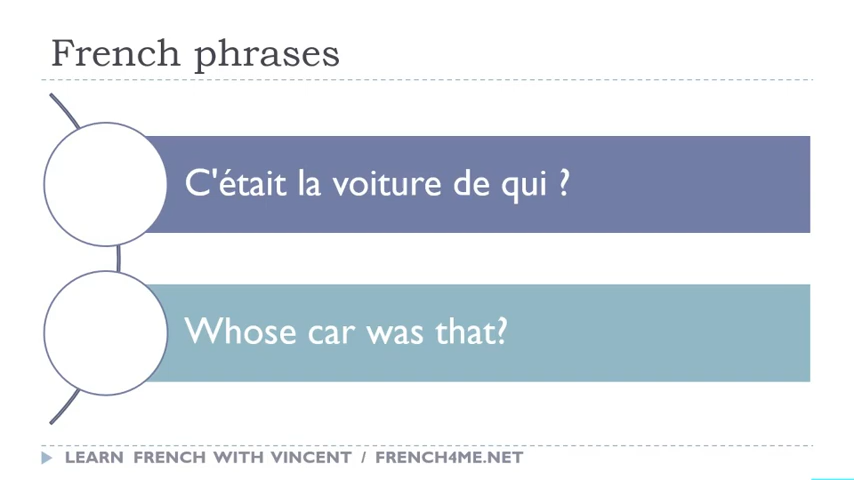 French phrases
C'était la voiture de qui ?
Whose car was that?
LEARN FRENCH WITH VINCENT / FRENCH4ME.NET